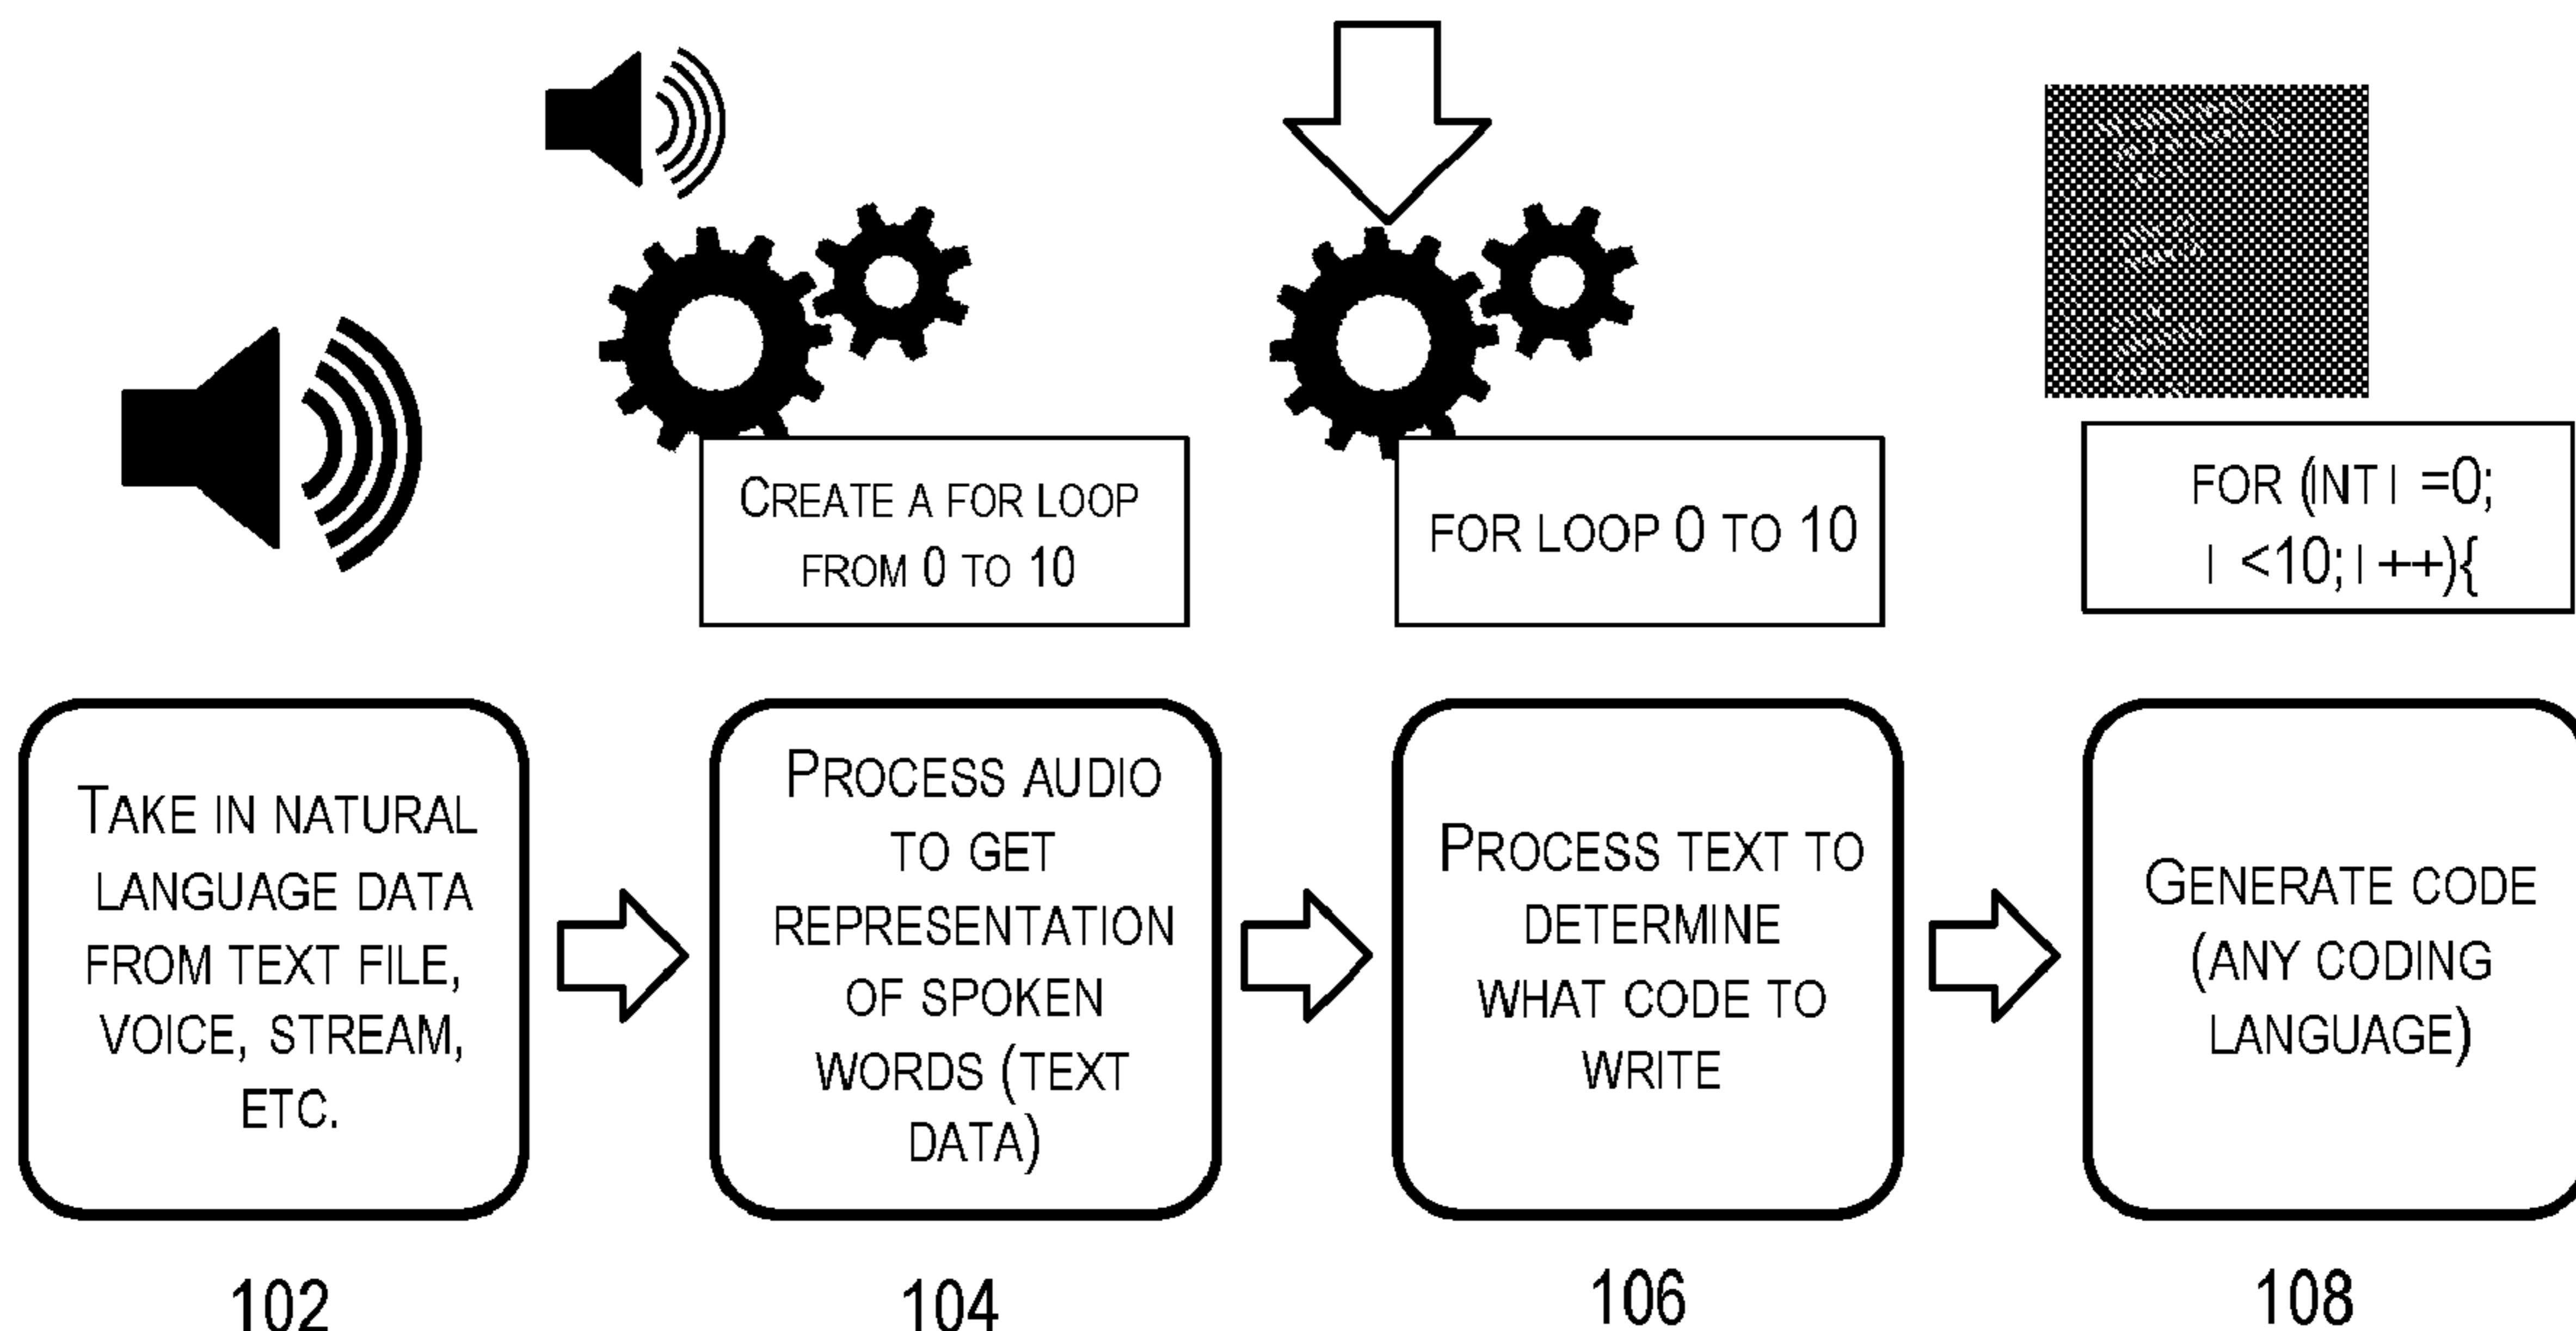 CREATE A FOR LOOP
FROM 0 TO 10
FOR LOOP 0 TO 10
FOR (INT I =0;
I <10; I ++){
TAKE IN NATURAL
LANGUAGE DATA
FROM TEXT FILE,
VOICE, STREAM,
ETC.
PROCESS AUDIO
TO GET
REPRESENTATION
OF SPOKEN
WORDS (TEXT
DATA)
PROCESS TEXT TO
DETERMINE
WHAT CODE TO
WRITE
GENERATE CODE
(ANY CODING
LANGUAGE)
102
104
106
108